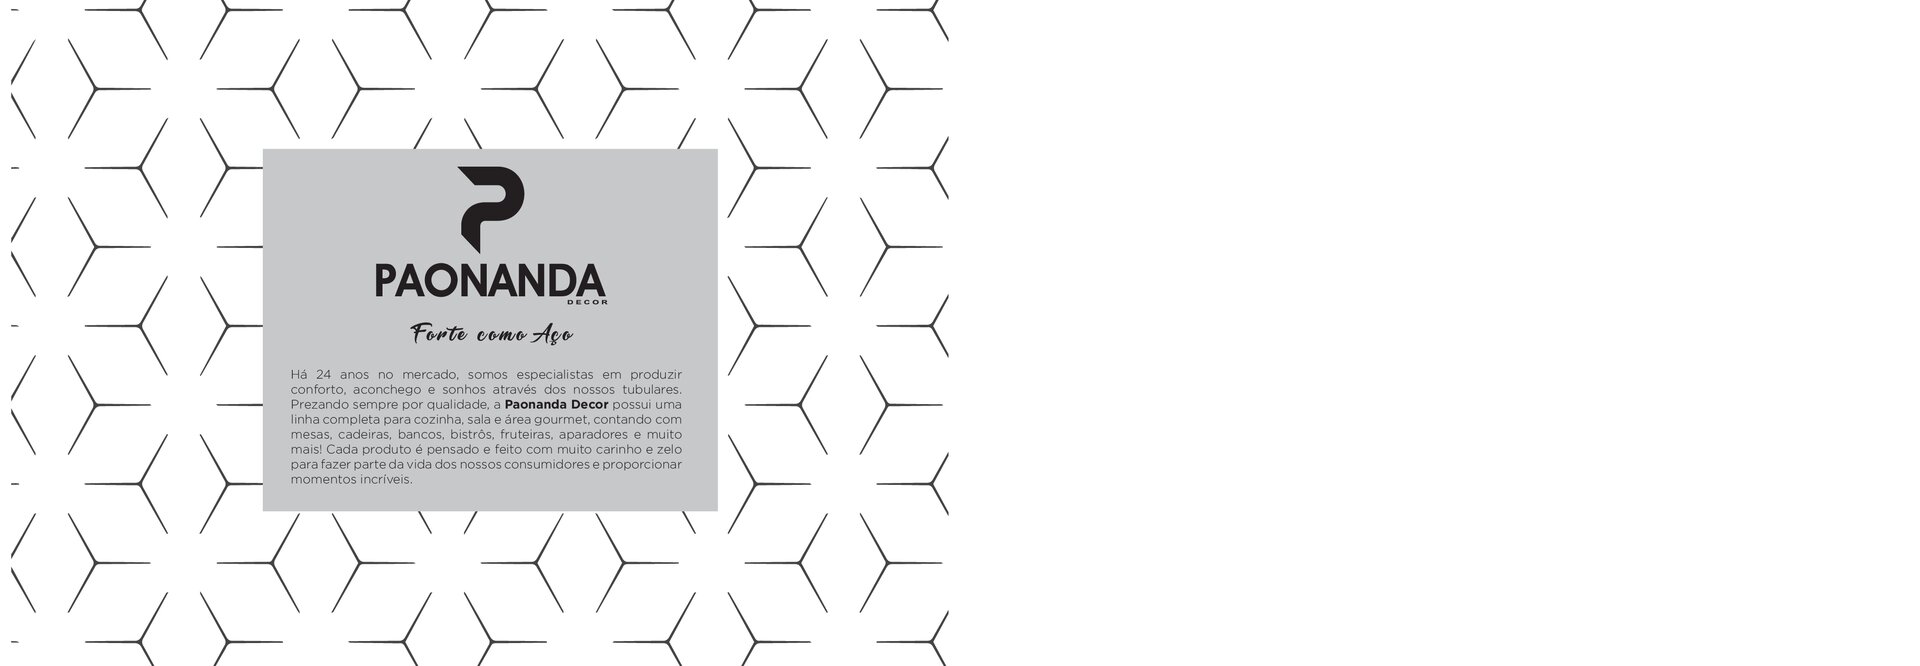 PAONANDA
DECOR
Forte como Aço
Há 24 anos no mercado, somos especialistas em produzir
conforto, aconchego e sonhos através dos nossos tubulares.
Prezando sempre por qualidade, a Paonanda Decor possui uma
linha completa para cozinha, sala e área gourmet, contando com
mesas, cadeiras, bancos, bistrôs, fruteiras, aparadores e muito
mais! Cada produto é pensado e feito com muito carinho e zelo
para fazer parte da vida dos nossos consumidores e proporcionar
momentos incríveis.